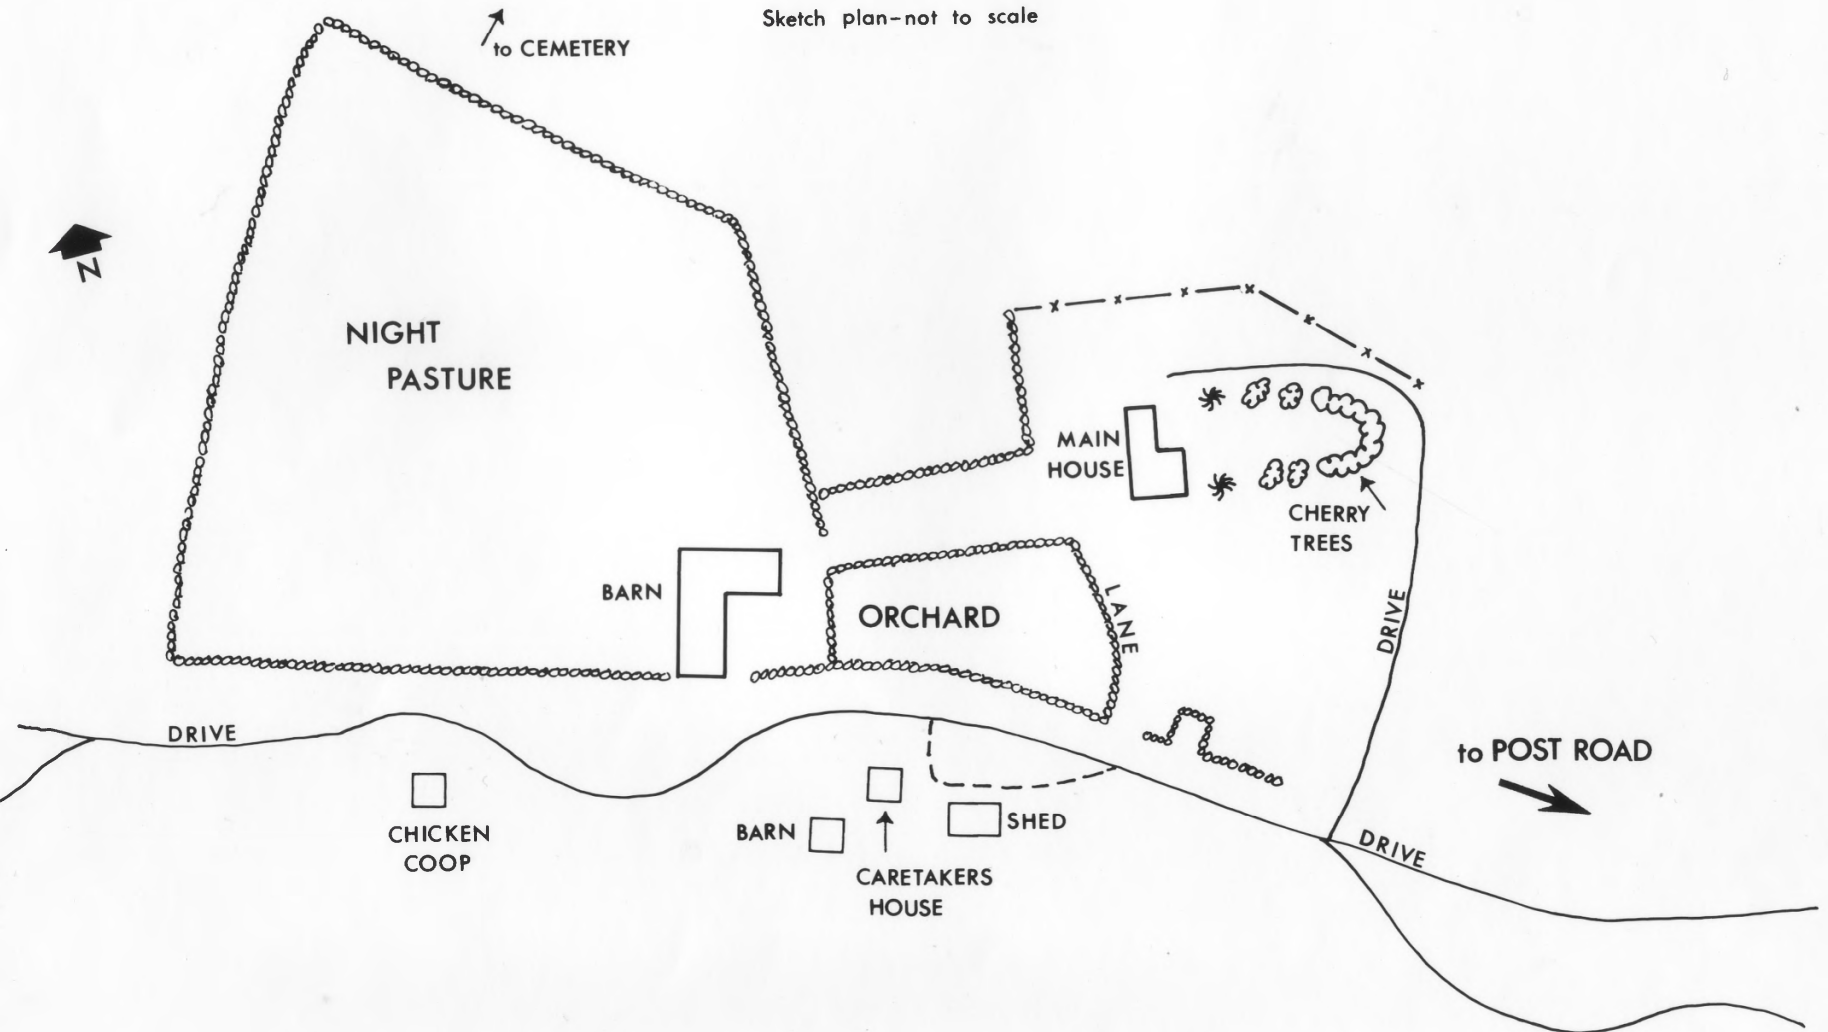 Sketch plan-not to scale
to CEMETERY
N
NIGHT
PASTURE
MAIN
HOUSE
CHERRY
TREES
BARN
ORCHARD
LANE
DRIVE
DRIVE
to POST ROAD
CHICKEN
COOP
BARN
SHED
CARETAKERS
HOUSE
DRIVE